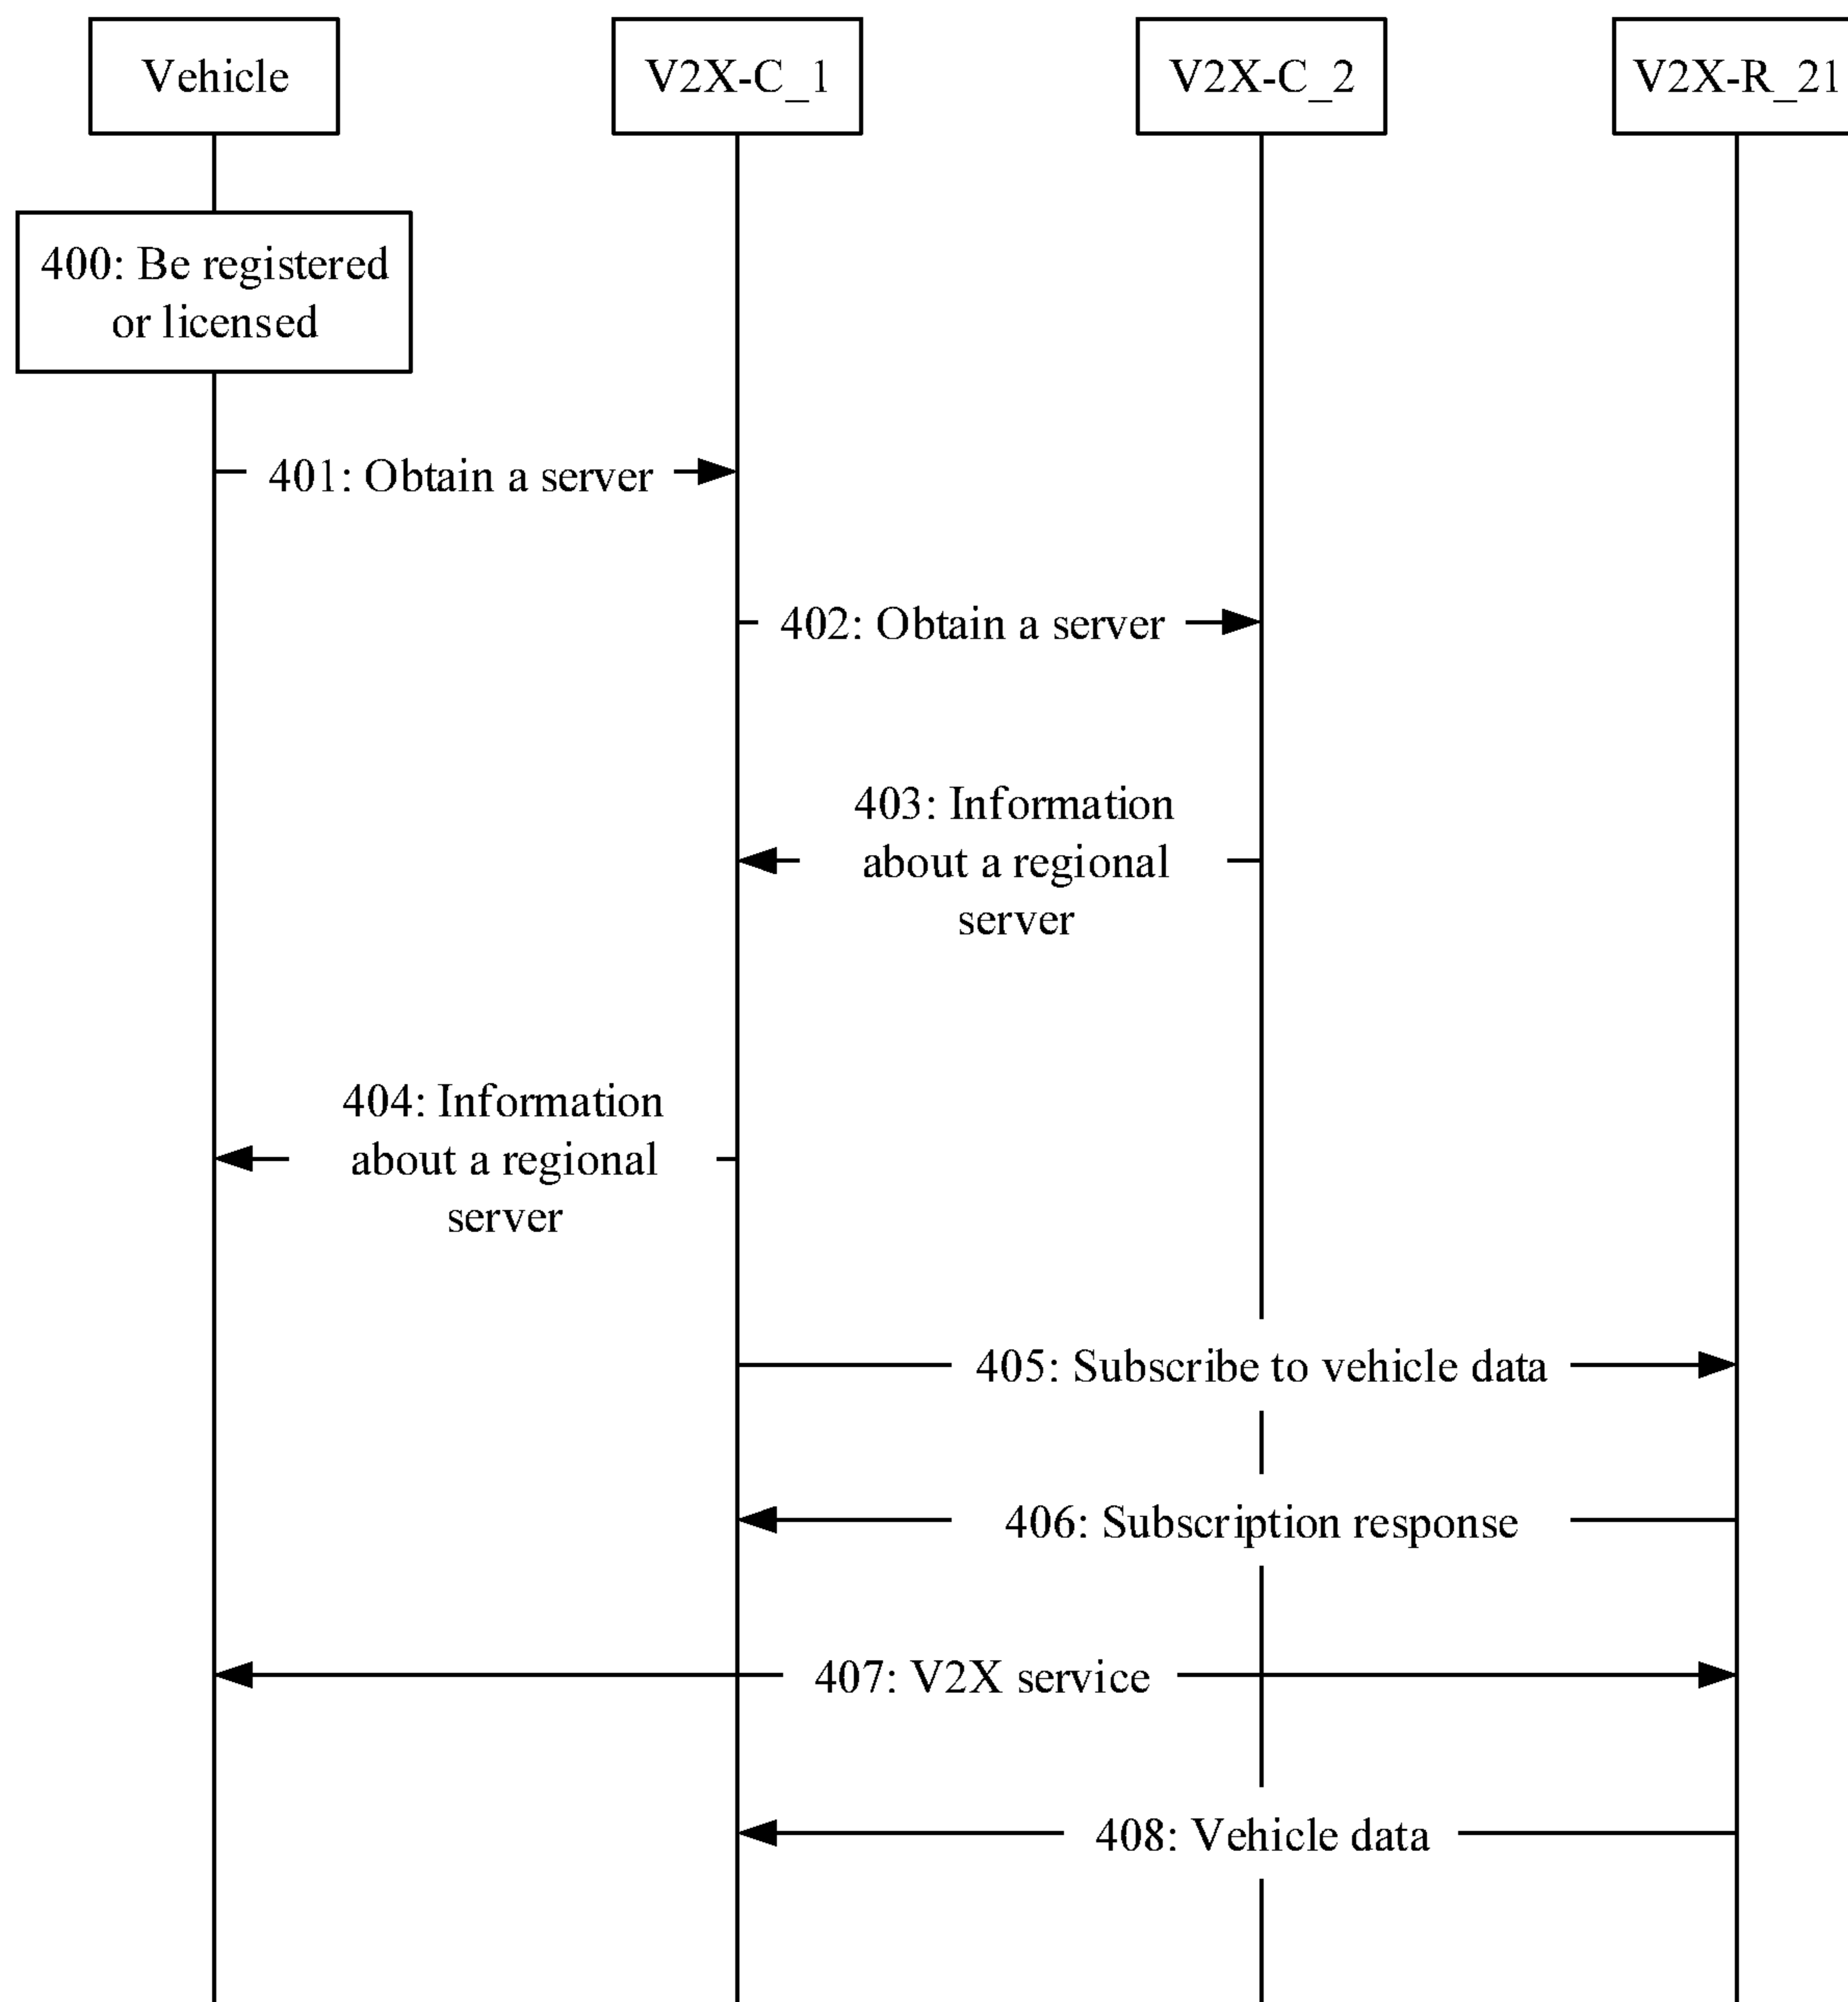 Vehicle
V2X-C_1
V2X-C_2
V2X-R_21
400: Be registered
or licensed
401: Obtain a server
402: Obtain a server
403: Information
about a regional
server
404: Information
about a regional
server
405: Subscribe to vehicle data
406: Subscription response
407: V2X service
408: Vehicle data